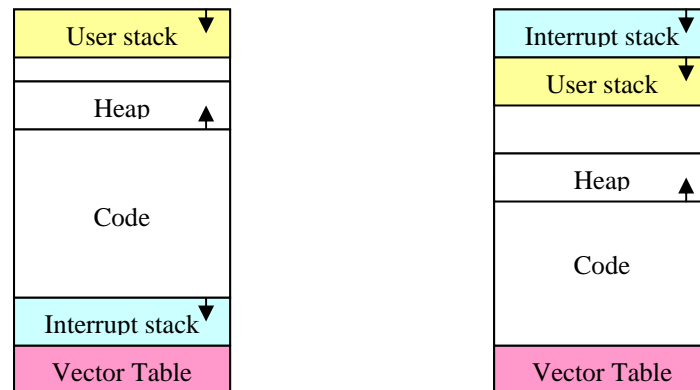 User stack
Heap
Code
Interrupt stack
Vector Table
Interrupt stack
User stack
Heap
Code
Vector Table